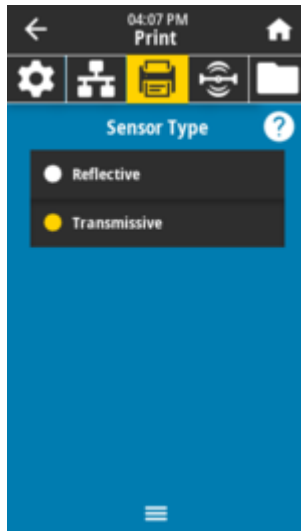 04:07 PM
Print
Sensor Type
?
Reflective
Transmissive